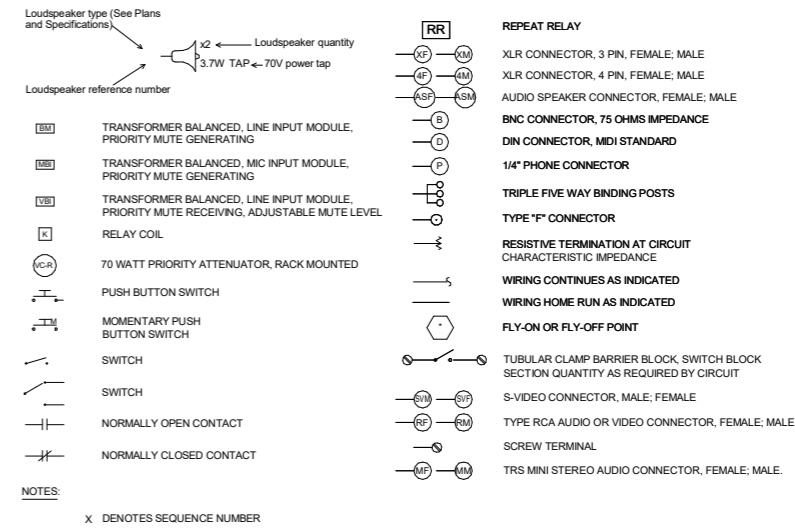 Loudspeaker type (See Plans
and Specifications)
x2
Loudspeaker quantity
3.7W TAP
70V power tap
Loudspeaker reference number
BM
TRANSFORMER BALANCED, LINE INPUT MODULE,
PRIORITY MUTE GENERATING
MBI
TRANSFORMER BALANCED, MIC INPUT MODULE,
PRIORITY MUTE GENERATING
VBI
TRANSFORMER BALANCED, LINE INPUT MODULE,
PRIORITY MUTE RECEIVING, ADJUSTABLE MUTE LEVEL
K
RELAY COIL
VC-R
70 WATT PRIORITY ATTENUATOR, RACK MOUNTED
PUSH BUTTON SWITCH
M
MOMENTARY PUSH
BUTTON SWITCH
SWITCH
SWITCH
NORMALLY OPEN CONTACT
NORMALLY CLOSED CONTACT
NOTES:
X DENOTES SEQUENCE NUMBER
RR
REPEAT RELAY
XF XM
XLR CONNECTOR, 3 PIN, FEMALE; MALE
4F 4M
XLR CONNECTOR, 4 PIN, FEMALE; MALE
ASF ASM
AUDIO SPEAKER CONNECTOR, FEMALE; MALE
B
BNC CONNECTOR, 75 OHMS IMPEDANCE
D
DIN CONNECTOR, MIDI STANDARD
P
1/4" PHONE CONNECTOR
TRIPLE FIVE WAY BINDING POSTS
TYPE "F" CONNECTOR
RESISTIVE TERMINATION AT CIRCUIT
CHARACTERISTIC IMPEDANCE
WIRING CONTINUES AS INDICATED
WIRING HOME RUN AS INDICATED
*
FLY-ON OR FLY-OFF POINT
TUBULAR CLAMP BARRIER BLOCK, SWITCH BLOCK
SECTION QUANTITY AS REQUIRED BY CIRCUIT
SVM SVF
S-VIDEO CONNECTOR, MALE; FEMALE
RF RM
TYPE RCA AUDIO OR VIDEO CONNECTOR, FEMALE; MALE
SCREW TERMINAL
MF MM
TRS MINI STEREO AUDIO CONNECTOR, FEMALE; MALE.